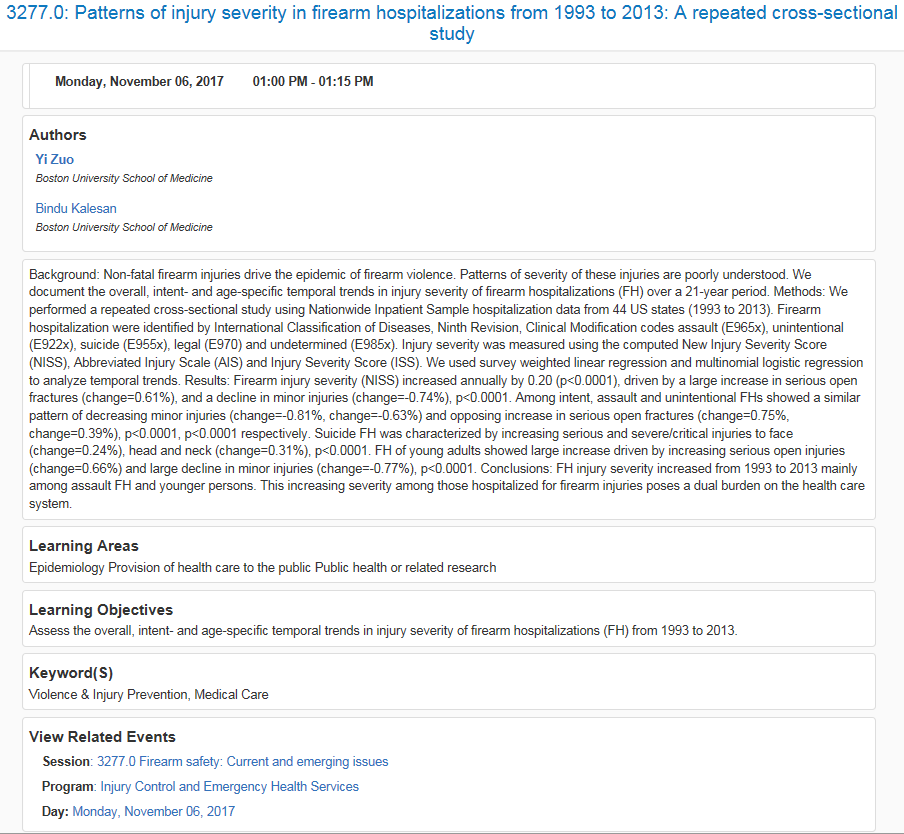 3277.0: Patterns of injury severity in firearm hospitalizations from 1993 to 2013: A repeated cross-sectional
study
Monday, November 06, 2017 01:00 PM - 01:15 PM
Authors
Yi Zuo
Boston University School of Medicine
Bindu Kalesan
Boston University School of Medicine
Background: Non-fatal firearm injuries drive the epidemic of firearm violence. Patterns of severity of these injuries are poorly understood. We
document the overall, intent- and age-specific temporal trends in injury severity of firearm hospitalizations (FH) over a 21-year period. Methods: We
performed a repeated cross-sectional study using Nationwide Inpatient Sample hospitalization data from 44 US states (1993 to 2013). Firearm
hospitalization were identified by International Classification of Diseases, Ninth Revision, Clinical Modification codes assault (E965x), unintentional
(E922x), suicide (E955x), legal (E970) and undetermined (E985x). Injury severity was measured using the computed New Injury Severity Score
(NISS), Abbreviated Injury Scale (AIS) and Injury Severity Score (ISS). We used survey weighted linear regression and multinomial logistic regression
to analyze temporal trends. Results: Firearm injury severity (NISS) increased annually by 0.20 (p<0.0001), driven by a large increase in serious open
fractures (change=0.61%), and a decline in minor injuries (change=-0.74%), p<0.0001. Among intent, assault and unintentional FHs showed a similar
pattern of decreasing minor injuries (change=-0.81%, change=-0.63%) and opposing increase in serious open fractures (change=0.75%,
change=0.39%), p<0.0001, p<0.0001 respectively. Suicide FH was characterized by increasing serious and severe/critical injuries to face
(change=0.24%), head and neck (change=0.31%), p<0.0001. FH of young adults showed large increase driven by increasing serious open injuries
(change=0.66%) and large decline in minor injuries (change=-0.77%), p<0.0001. Conclusions: FH injury severity increased from 1993 to 2013 mainly
among assault FH and younger persons. This increasing severity among those hospitalized for firearm injuries poses a dual burden on the health care
system.
Learning Areas
Epidemiology Provision of health care to the public Public health or related research
Learning Objectives
Assess the overall, intent- and age-specific temporal trends in injury severity of firearm hospitalizations (FH) from 1993 to 2013.
Keyword(S)
Violence & Injury Prevention, Medical Care
View Related Events
Session: 3277.0 Firearm safety: Current and emerging issues
Program: Injury Control and Emergency Health Services
Day: Monday, November 06, 2017